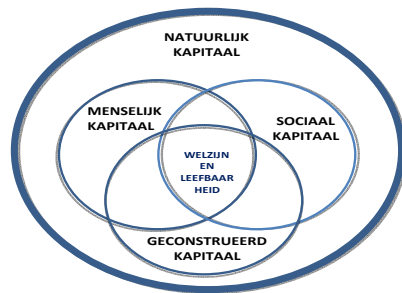 NATUURLIJK
KAPITAAL
MENSELIJK
KAPITAAL
SOCIAAL
KAPITAAL
WELZIJN
EN
LEEFBAAR
HEID
GECONSTRUEERD
KAPITAAL